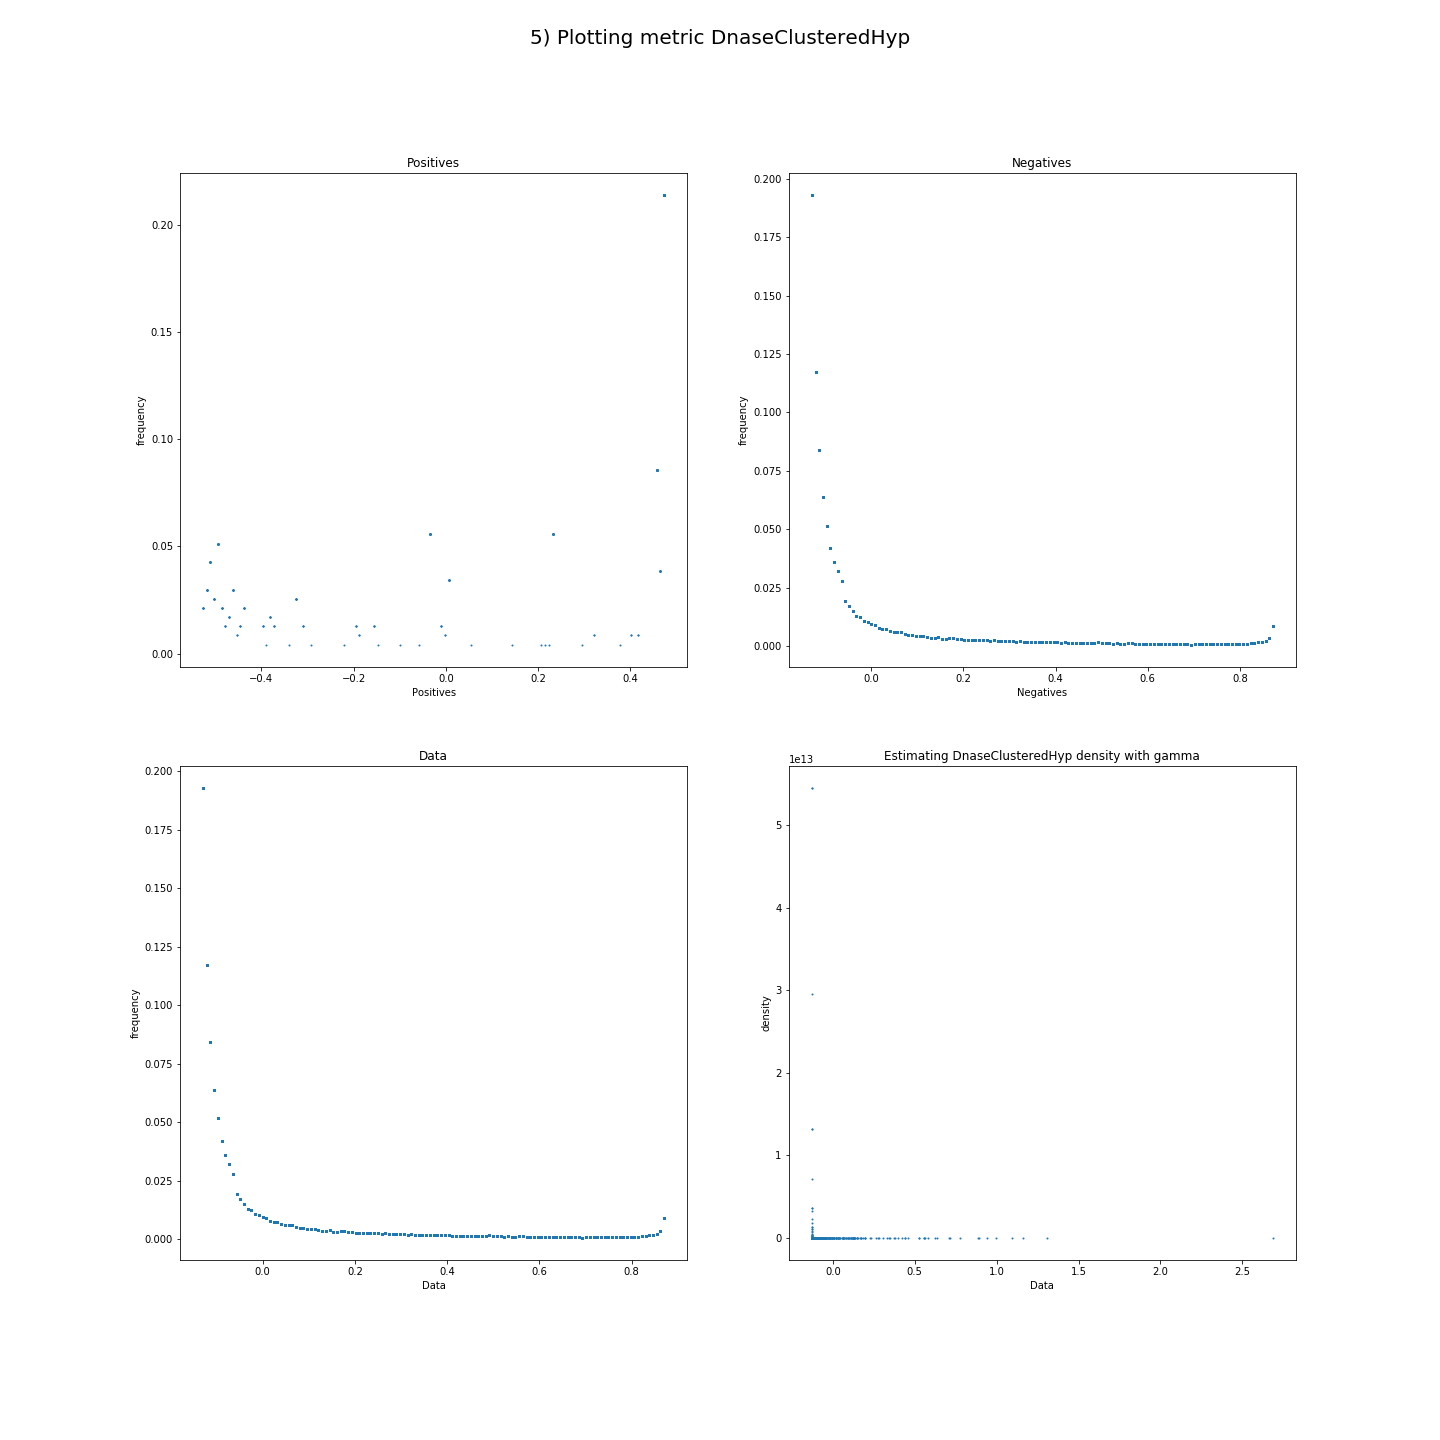 5) Plotting metric DnaseClusteredHyp
Positives
0.20
0.15
0.10
0.05
0.00
frequency
−0.4 −0.2 0.0 0.2 0.4
Positives
Negatives
0.200
0.175
0.150
0.125
0.100
0.075
0.050
0.025
0.000
frequency
0.0 0.2 0.4 0.6 0.8
Negatives
Data
0.200
0.175
0.150
0.125
0.100
0.075
0.050
0.025
0.000
frequency
0.0 0.2 0.4 0.6 0.8
Data
Estimating DnaseClusteredHyp density with gamma
1e13
5
4
3
2
1
0
density
0.0 0.5 1.0 1.5 2.0 2.5
Data